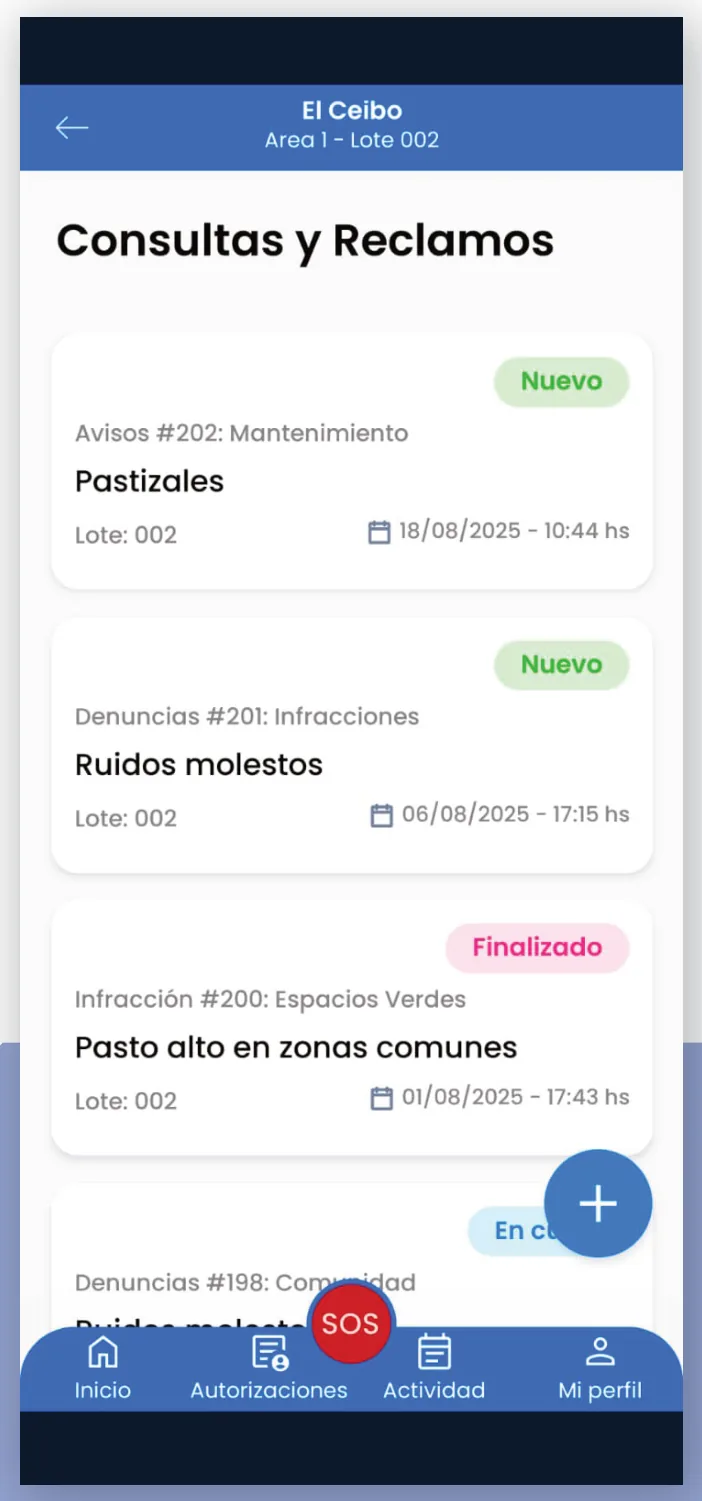 El Ceibo
Area 1 - Lote 002
Consultas y Reclamos
Nuevo
Avisos #202: Mantenimiento
Pastizales
Lote: 002
18/08/2025 - 10:44 hs
Nuevo
Denuncias #201: Infracciones
Ruidos molestos
Lote: 002
06/08/2025 - 17:15 hs
Finalizado
Infracción #200: Espacios Verdes
Pasto alto en zonas comunes
Lote: 002
01/08/2025 - 17:43 hs
En
Denuncias #198: Comunidad
Ruidos
SOS
Inicio
Autorizaciones
Actividad
Mi perfil